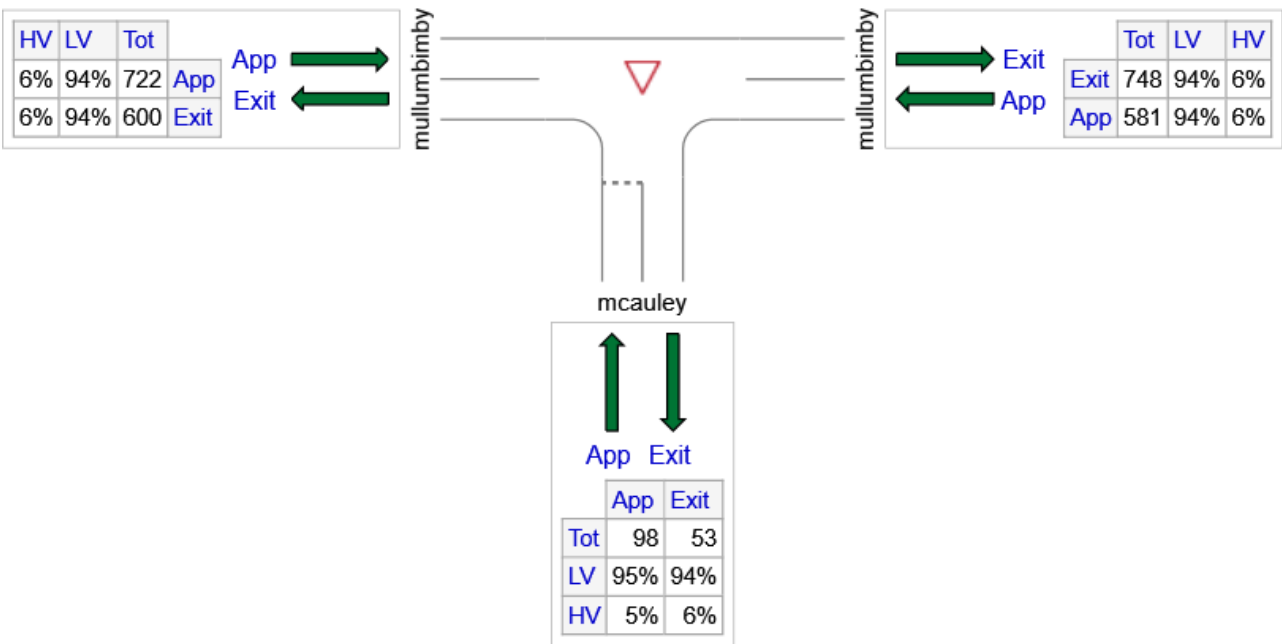 HV LV Tot
6% 94% 722 App
6% 94% 600 Exit
App
Exit
mullumbimby
mullumbimby
Exit
App
Tot LV HV
Exit 748 94% 6%
App 581 94% 6%
mcauley
App Exit
App Exit
Tot 98 53
LV 95% 94%
HV 5% 6%